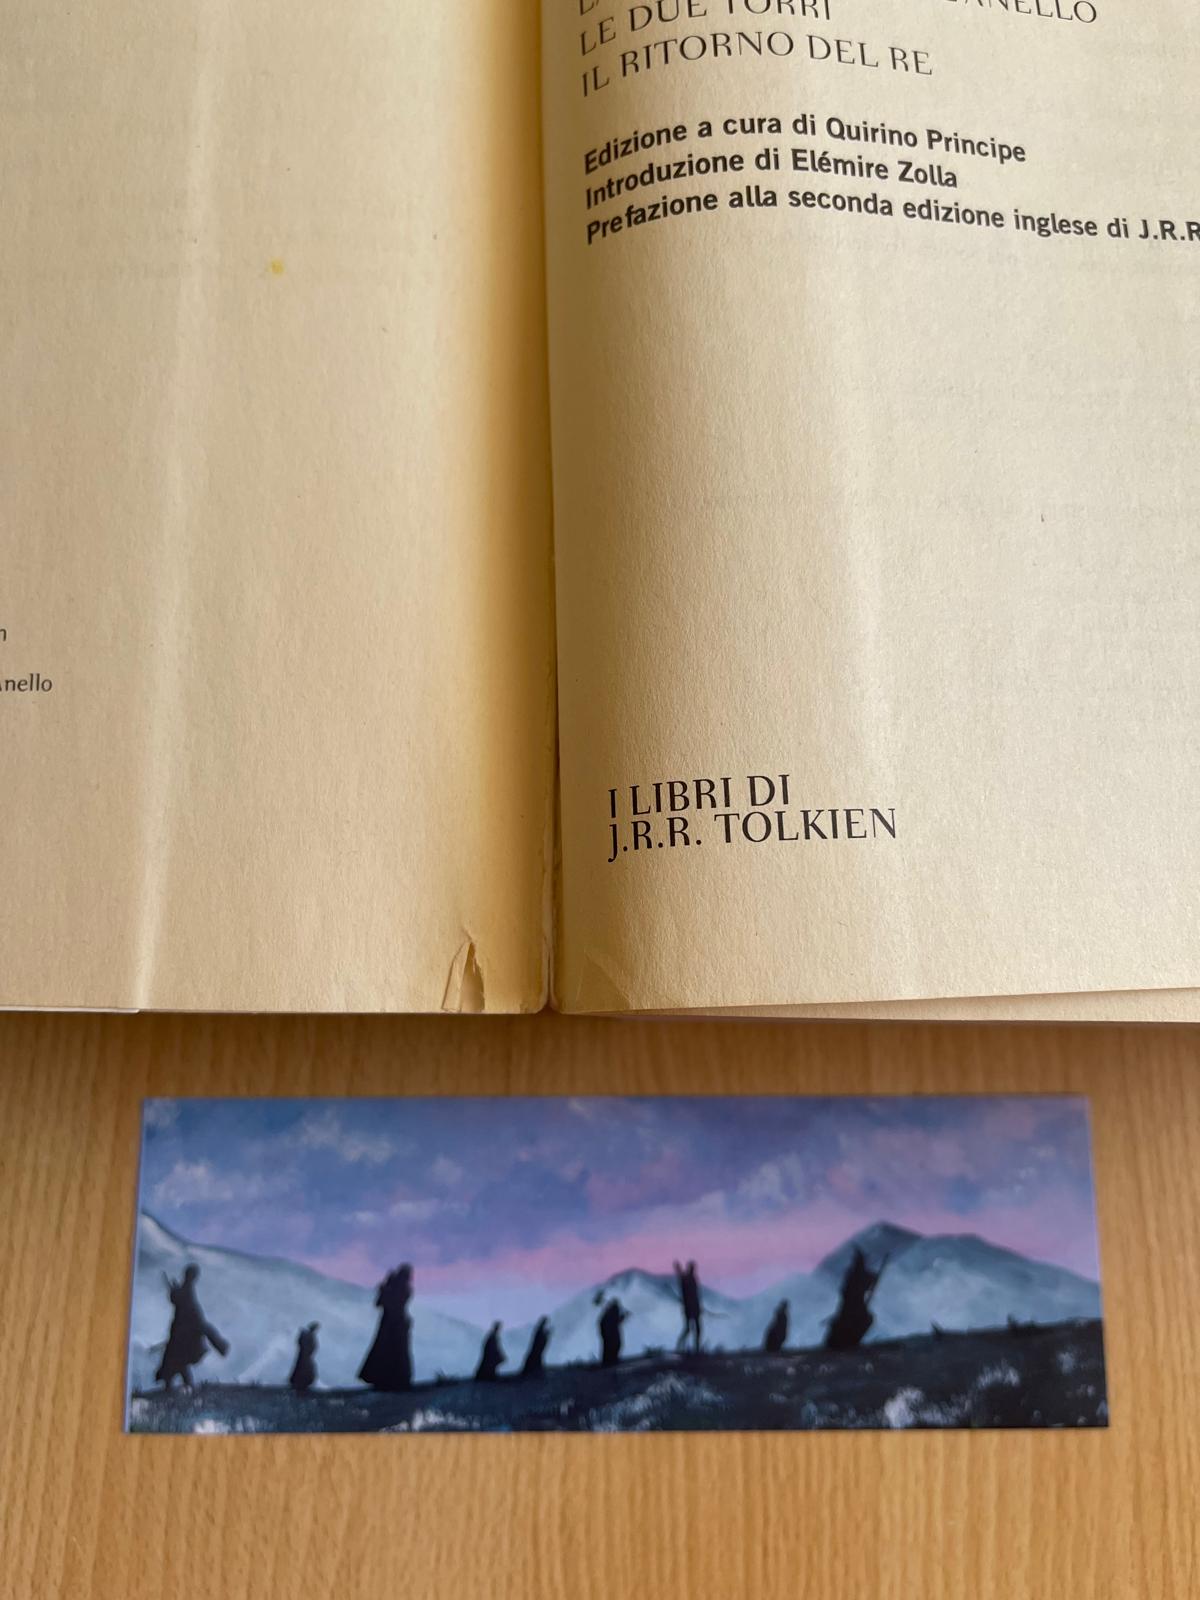 nello
LE DUE TORRI
IL RITORNO DEL RE
Edizione a cura di Quirino Principe
Introduzione di Elémire Zolla
Prefazione alla seconda edizione inglese di J.R.R
I LIBRI DI
J.R.R. TOLKIEN